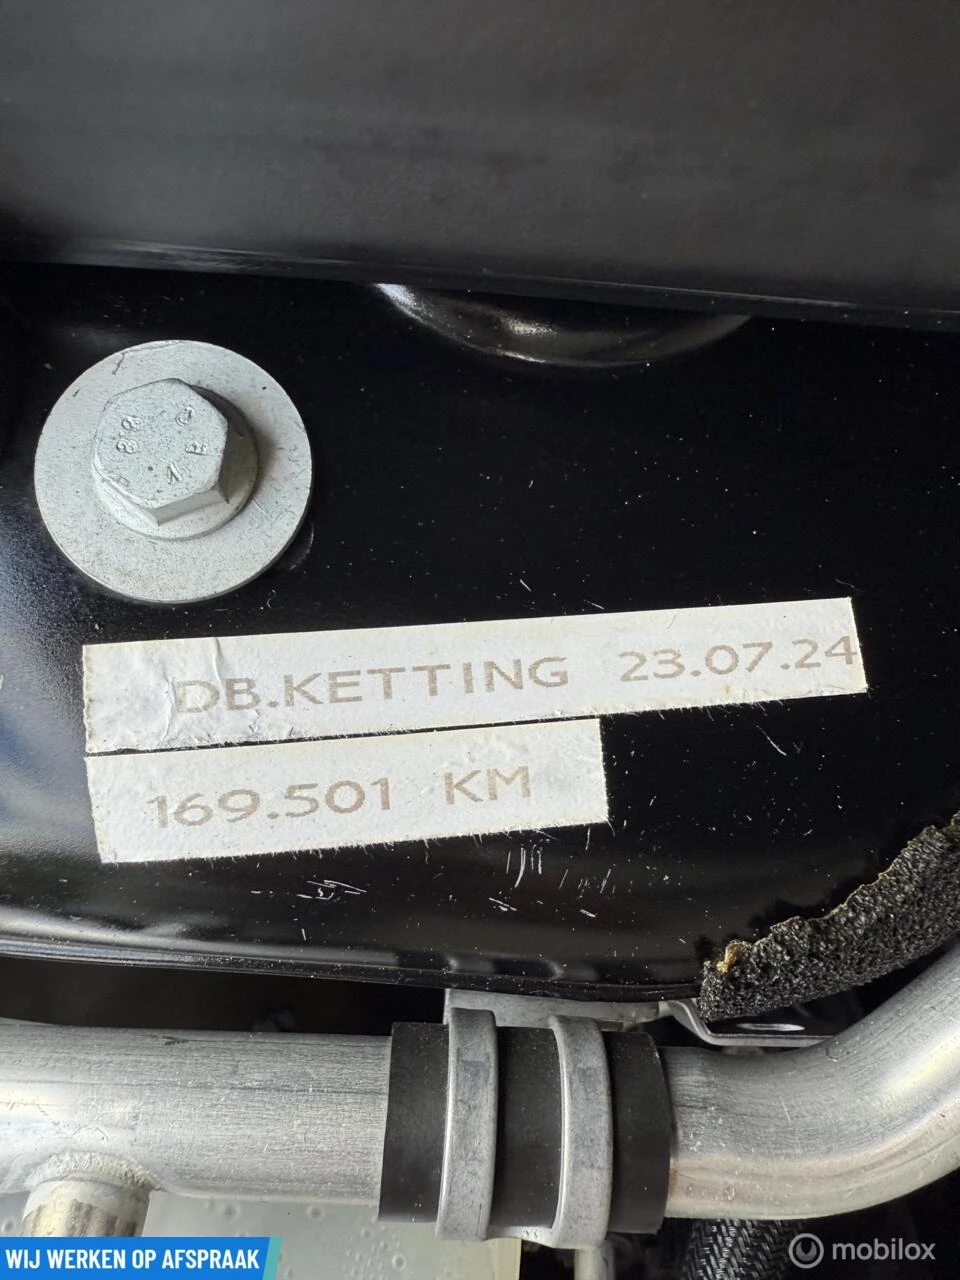 DB.KETTING 23.07.24
169.501 KM
WIJ WERKEN OP AFSPRAAK
mobilox